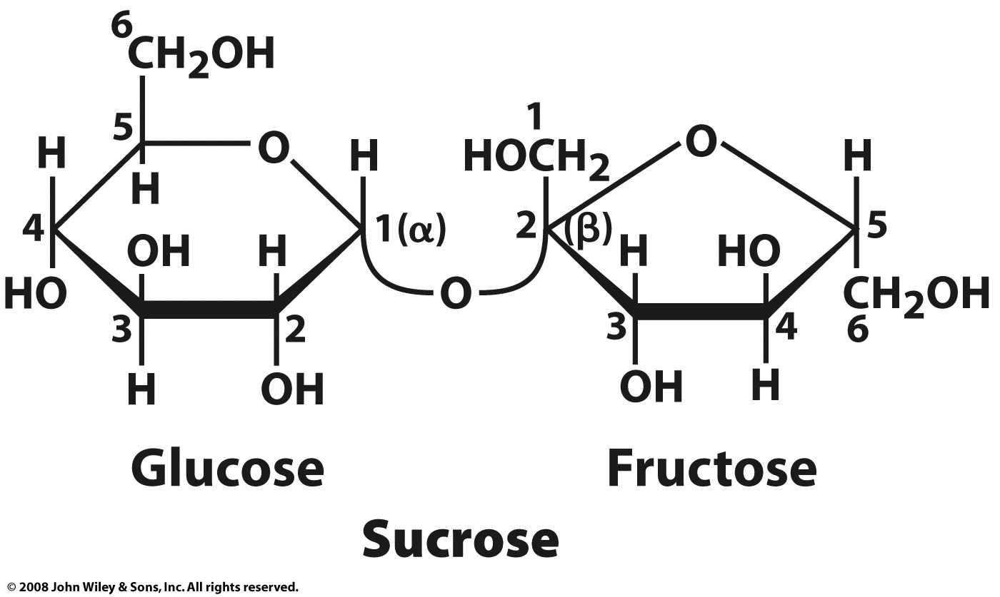 6
CH2OH
1
5 O H HOCH2 O H
H
H
4 1(α) 2 (β) 5
OH H H HO
HO O CH2OH
3 2 3 4 6
H OH OH H
Glucose Fructose
Sucrose
© 2008 John Wiley & Sons, Inc. All rights reserved.